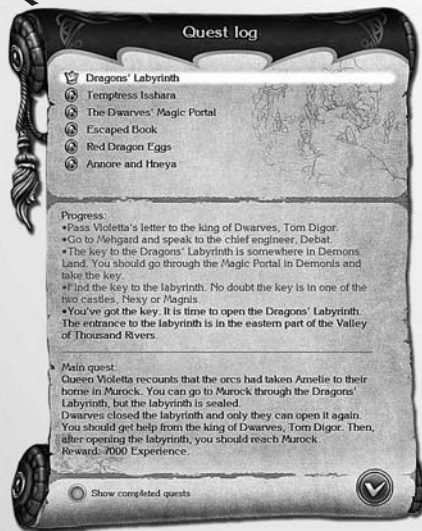 Quest log
Dragons' Labyrinth
Temptress Isshara
The Dwarves' Magic Portal
Escaped Book
Red Dragon Eggs
Annore and Hneya
Progress:
•Pass Violetta's letter to the king of Dwarves, Tom Digor.
•Go to Mehgard and speak to the chief engineer, Debat.
•The key to the Dragons' Labyrinth is somewhere in Demons
Land. You should go through the Magic Portal in Demonis and
take the key.
•Find the key to the labyrinth. No doubt the key is in one of the
two castles, Nexy or Magnis.
•You've got the key. It is time to open the Dragons' Labyrinth.
The entrance to the labyrinth is in the eastern part of the Valley
of Thousand Rivers.
Main quest:
Queen Violetta recounts that the orcs had taken Amelie to their
home in Murock. You can go to Murock through the Dragons'
Labyrinth, but the labyrinth is sealed.
Dwarves closed the labyrinth and only they can open it again.
You should get help from the king of Dwarves, Tom Digor. Then,
after opening the labyrinth, you should reach Murock.
Reward: 7000 Experience.
Show completed quests